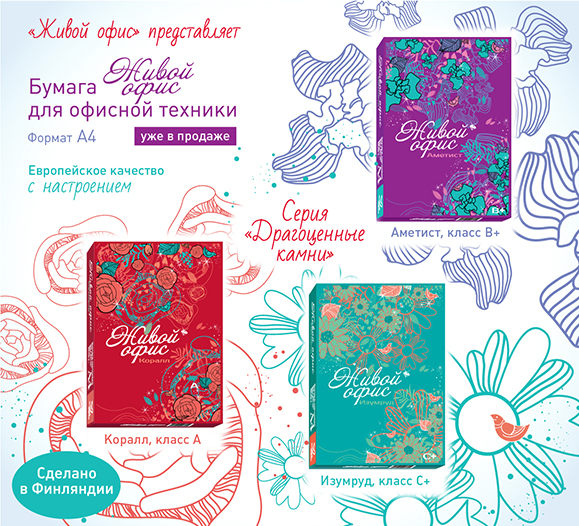 «Живой офис» представляет
Бумага Живой офис
для офисной техники
Формат А4
уже в продаже
Европейское качество
с настроением
Живой
офис
Аметист
B+
Аметист, класс B+
Серия
«Драгоценные
камни»
Живой
офис
Коралл
A
Коралл, класс А
Живой
офис
Изумруд
C+
Изумруд, класс C+
Сделано
в Финляндии